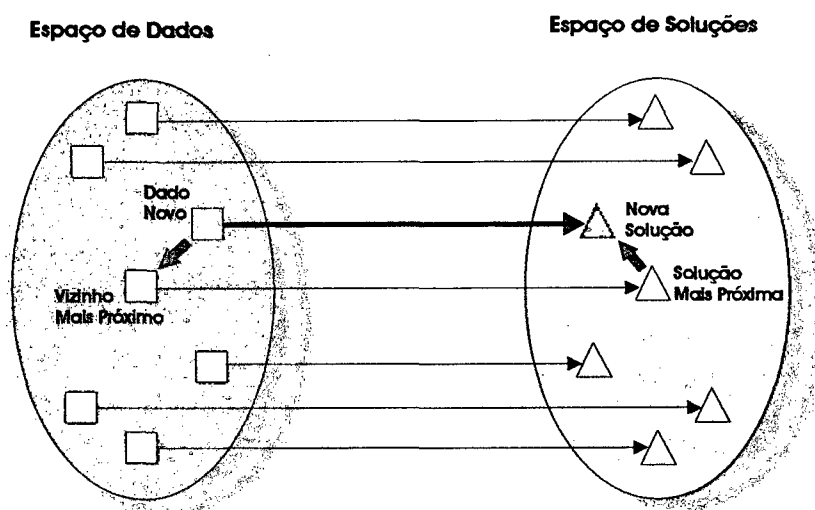 Espaço de Dados
Espaço de Soluções
Dado
Novo
Nova
Solução
Vizinho
Mais Próximo
Solução
Mais Próxima